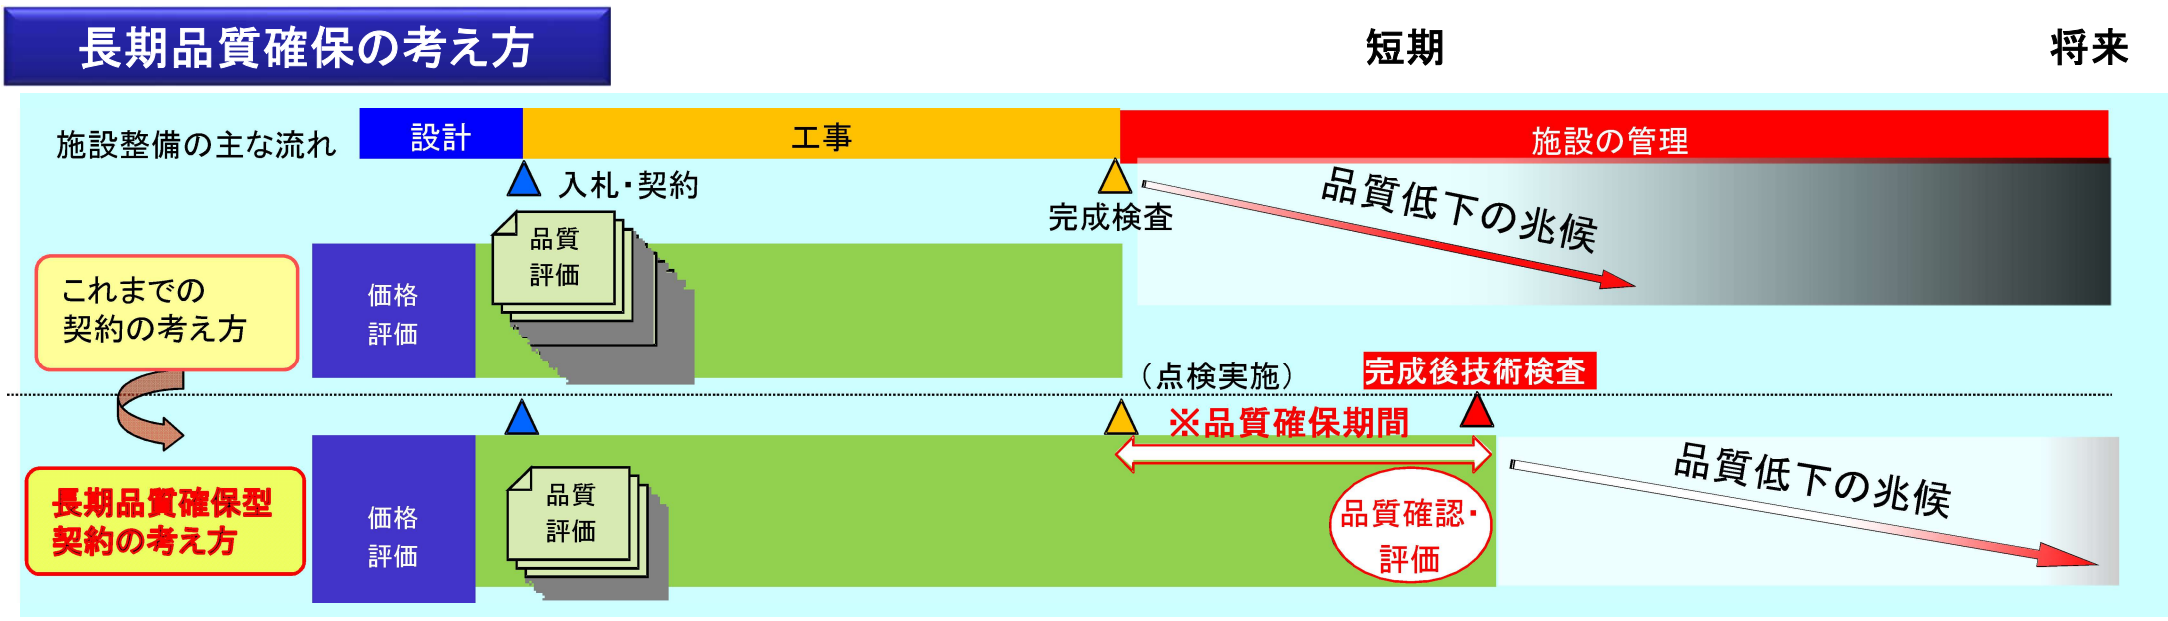 長期品質確保の考え方
短期
将来
施設整備の主な流れ
設計
工事
施設の管理
入札・契約
完成検査
品質低下の兆候
これまでの
契約の考え方
価格
評価
品質
評価
(点検実施)
完成後技術検査
※品質確保期間
長期品質確保型
契約の考え方
価格
評価
品質
評価
品質確認・
評価
品質低下の兆候